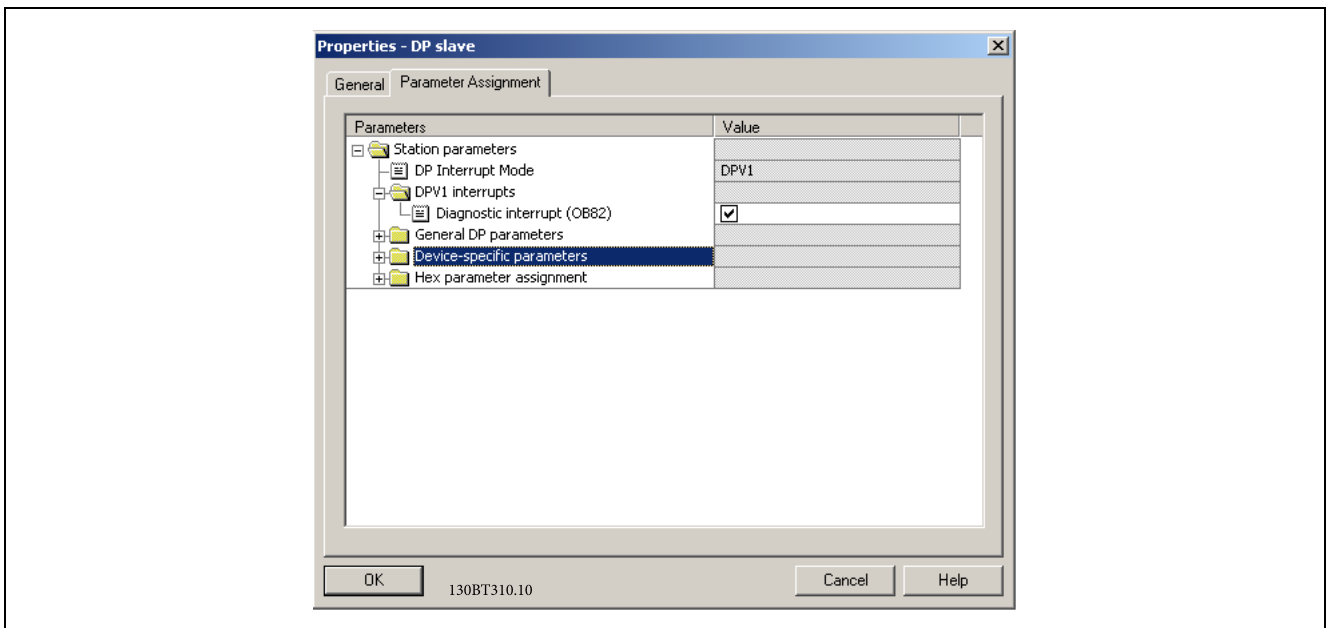 Properties - DP slave
General Parameter Assignment
Parameters Value
Station parameters
DP Interrupt Mode DPV1
DPV1 interrupts
Diagnostic interrupt (OB82)
General DP parameters
Device-specific parameters
Hex parameter assignment
OK 130BT310.10 Cancel Help